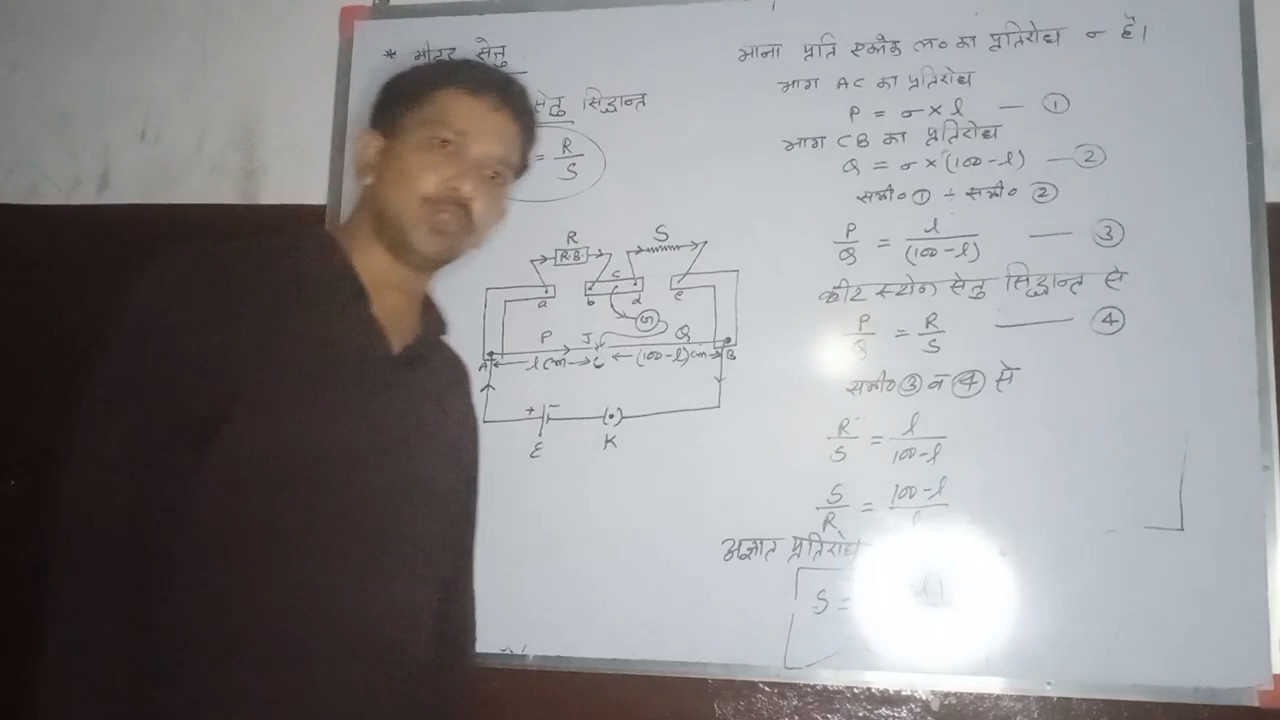 * मीटर सेतु
सेतु सिद्धान्त
= R/S
R
S
R.B.
a
b
c
d
e
G
P
J
Q
A
l cm
C
(100-l) cm
B
+ -
E
K
माना प्रति एकांक ल० का प्रतिरोध σ है।
भाग AC का प्रतिरोध
P = σ × l — ①
भाग CB का प्रतिरोध
Q = σ × (100-l) — ②
समी० ① ÷ समी० ②
P/Q = l/(100-l) — ③
व्हीट स्टोन सेतु सिद्धान्त से
P/Q = R/S — ④
समी० ③ व ④ से
R/S = l/100-l
S/R = 100-l/l
अज्ञात प्रतिरोध
S =